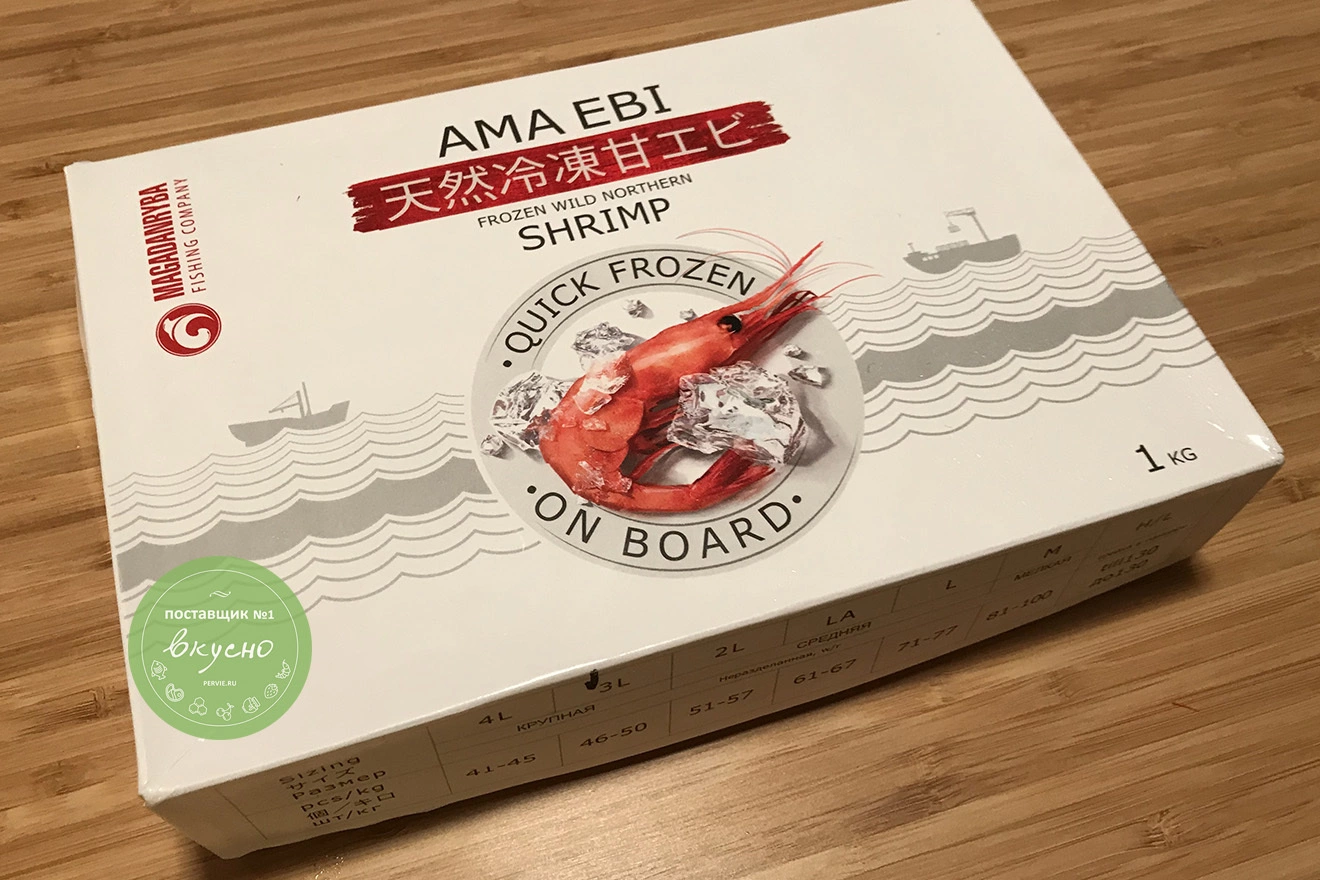 AMA EBI
天然冷凍甘エビ
FROZEN WILD NORTHERN
SHRIMP
MAGADANRYBA
FISHING COMPANY
•QUICK FROZEN
•ON BOARD•
1 KG
поставщик №1
вкусно
PERVIE.RU
4L 3L 2L LA L M M/L
КРУПНАЯ СРЕДНЯЯ МЕЛКАЯ
Неразделанная, w/r
sizing
サイズ
размер
pcs/kg
個/キロ
шт/кг
41-45 46-50 51-57 61-67 71-77 81-100
до130